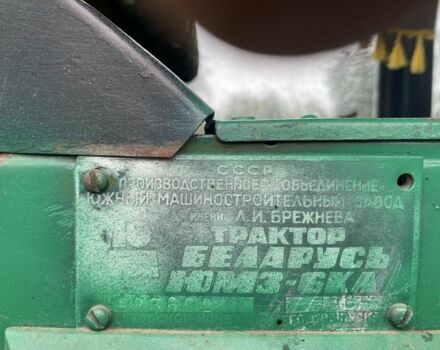 СССР
ПРОИЗВОДСТВЕННОЕ ОБЪЕДИНЕНИЕ
ЮЖНЫЙ МАШИНОСТРОИТЕЛЬНЫЙ ЗАВОД
ИМЕНИ Л.И.БРЕЖНЕВА
ТРАКТОР
БЕЛАРУСЬ
ЮМЗ-6КЛ